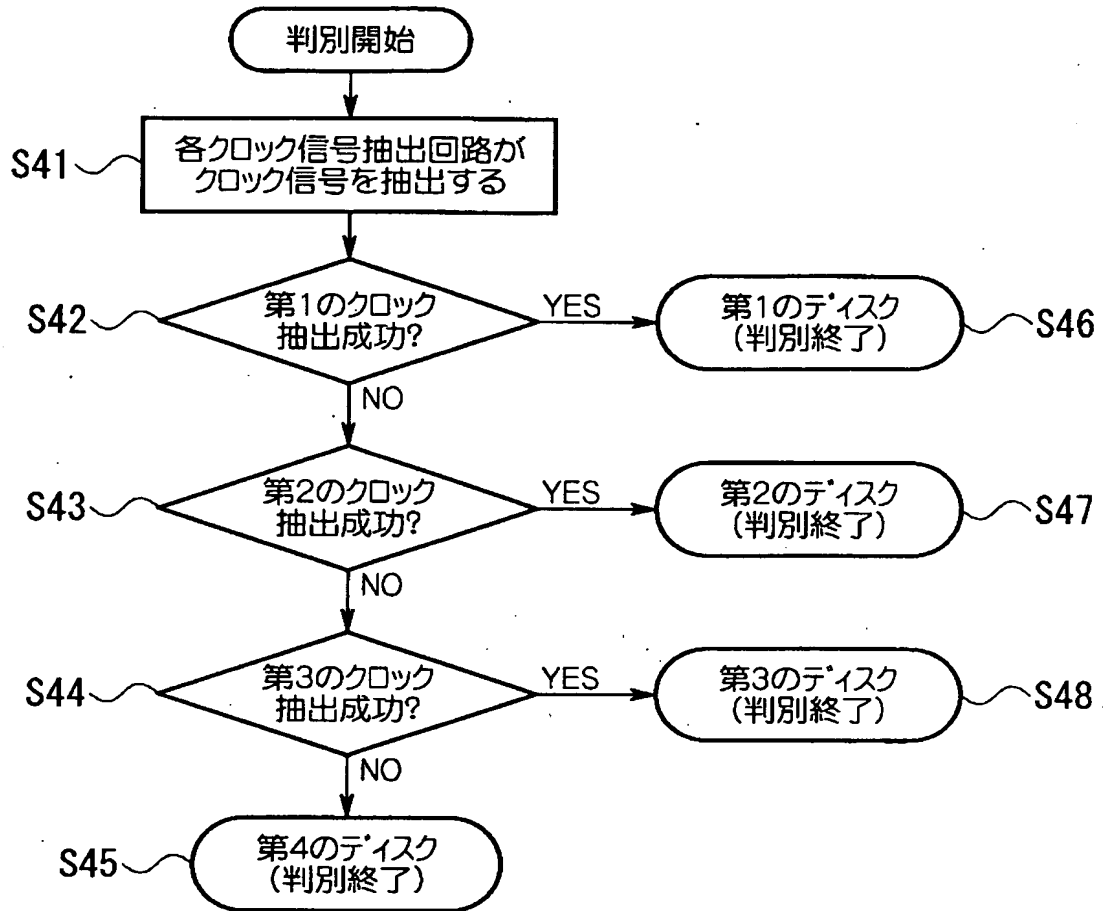 判別開始
S41
各クロック信号抽出回路が
クロック信号を抽出する
S42
第1のクロック
抽出成功?
YES
第1のディスク
(判別終了)
S46
NO
S43
第2のクロック
抽出成功?
YES
第2のディスク
(判別終了)
S47
NO
S44
第3のクロック
抽出成功?
YES
第3のディスク
(判別終了)
S48
NO
S45
第4のディスク
(判別終了)